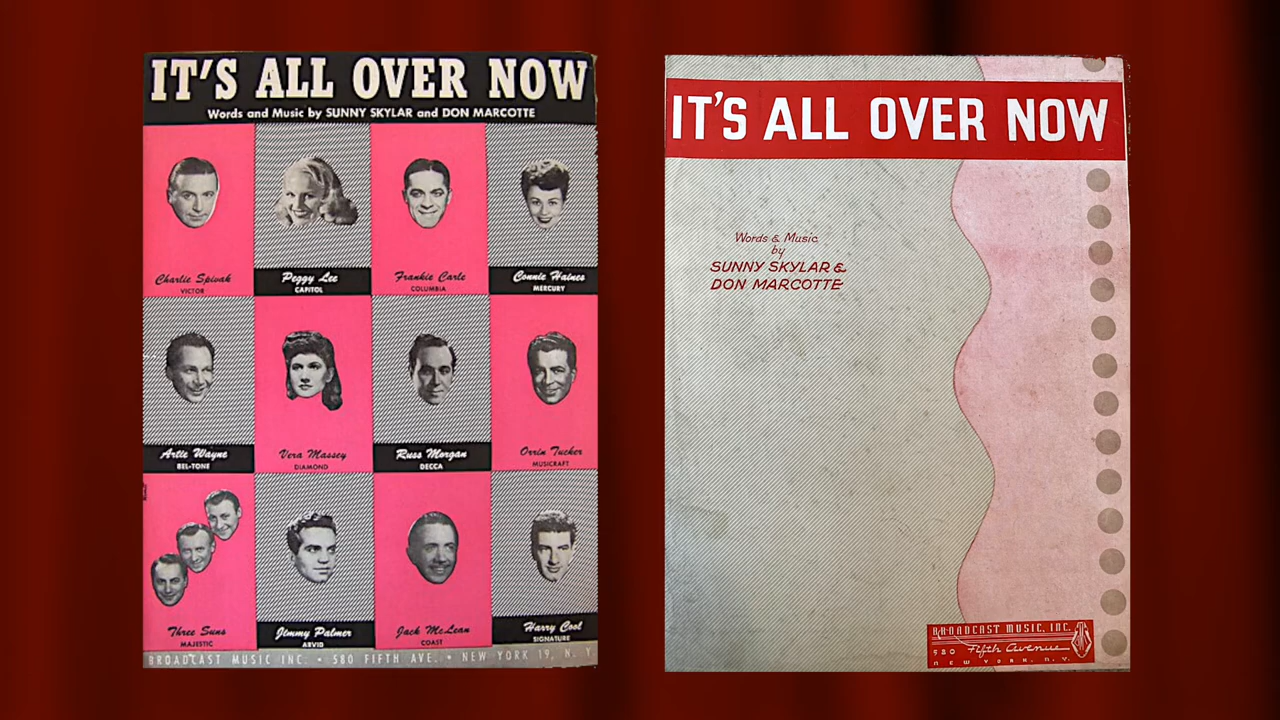 IT'S ALL OVER NOW
Words and Music by SUNNY SKYLAR and DON MARCOTTE
Charlie Spivak
VICTOR
Peggy Lee
CAPITOL
Frankie Carle
COLUMBIA
Connie Haines
MERCURY
Artie Wayne
BEL-TONE
Vera Massey
DIAMOND
Russ Morgan
DECCA
Orrin Tucker
MUSICRAFT
Three Suns
MAJESTIC
Jimmy Palmer
ARVID
Jack McLean
COAST
Harry Cool
SIGNATURE
BROADCAST MUSIC INC. • 580 FIFTH AVE. • NEW YORK 19, N. Y
IT'S ALL OVER NOW
Words & Music
by
SUNNY SKYLAR &
DON MARCOTTE
BROADCAST MUSIC, INC.
580 Fifth Avenue
NEW YORK, N. Y.